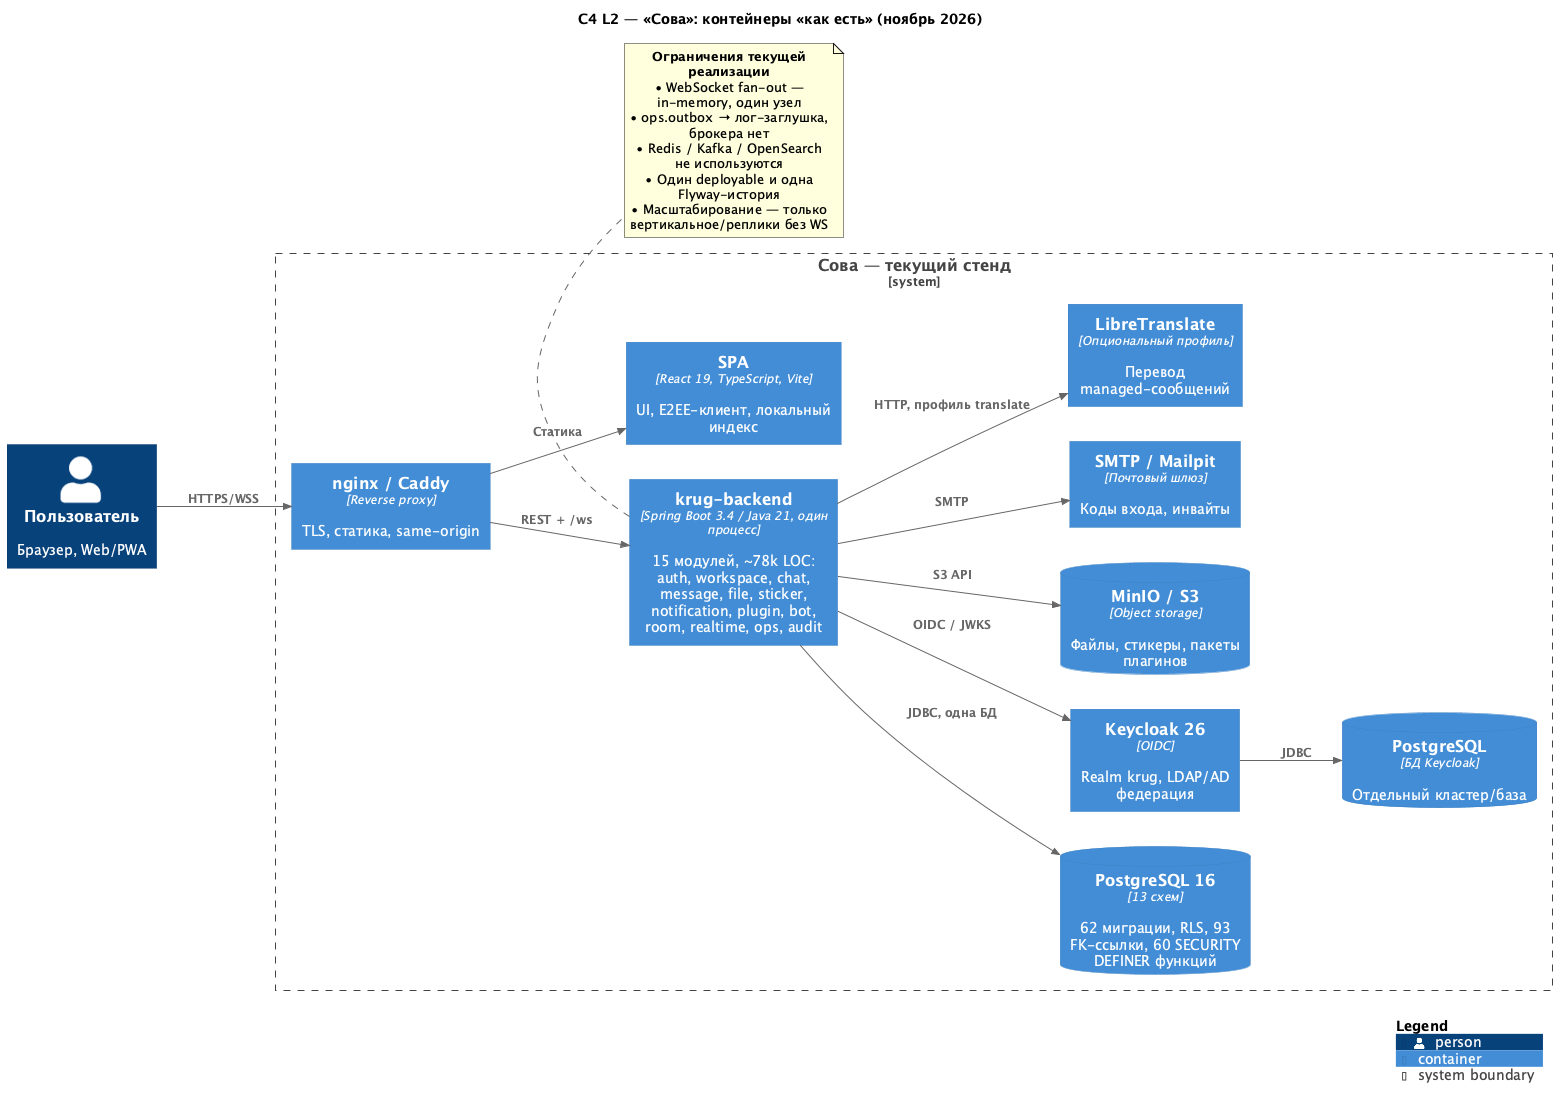 C4 L2 — «Сова»: контейнеры «как есть» (ноябрь 2026)
Ограничения текущей
реализации
• WebSocket fan-out —
in-memory, один узел
• ops.outbox → лог-заглушка,
брокера нет
• Redis / Kafka / OpenSearch
не используются
• Один deployable и одна
Flyway-история
• Масштабирование — только
вертикальное/реплики без WS
Сова — текущий стенд
[system]
Пользователь
Браузер, Web/PWA
HTTPS/WSS
nginx / Caddy
[Reverse proxy]
TLS, статика, same-origin
Статика
REST + /ws
SPA
[React 19, TypeScript, Vite]
UI, E2EE-клиент, локальный
индекс
krug-backend
[Spring Boot 3.4 / Java 21, один
процесс]
15 модулей, ~78k LOC:
auth, workspace, chat,
message, file, sticker,
notification, plugin, bot,
room, realtime, ops, audit
HTTP, профиль translate
SMTP
S3 API
OIDC / JWKS
JDBC, одна БД
LibreTranslate
[Опциональный профиль]
Перевод
managed-сообщений
SMTP / Mailpit
[Почтовый шлюз]
Коды входа, инвайты
MinIO / S3
[Object storage]
Файлы, стикеры, пакеты
плагинов
Keycloak 26
[OIDC]
Realm krug, LDAP/AD
федерация
JDBC
PostgreSQL
[БД Keycloak]
Отдельный кластер/база
PostgreSQL 16
[13 схем]
62 миграции, RLS, 93
FK-ссылки, 60 SECURITY
DEFINER функций
Legend
person
container
system boundary